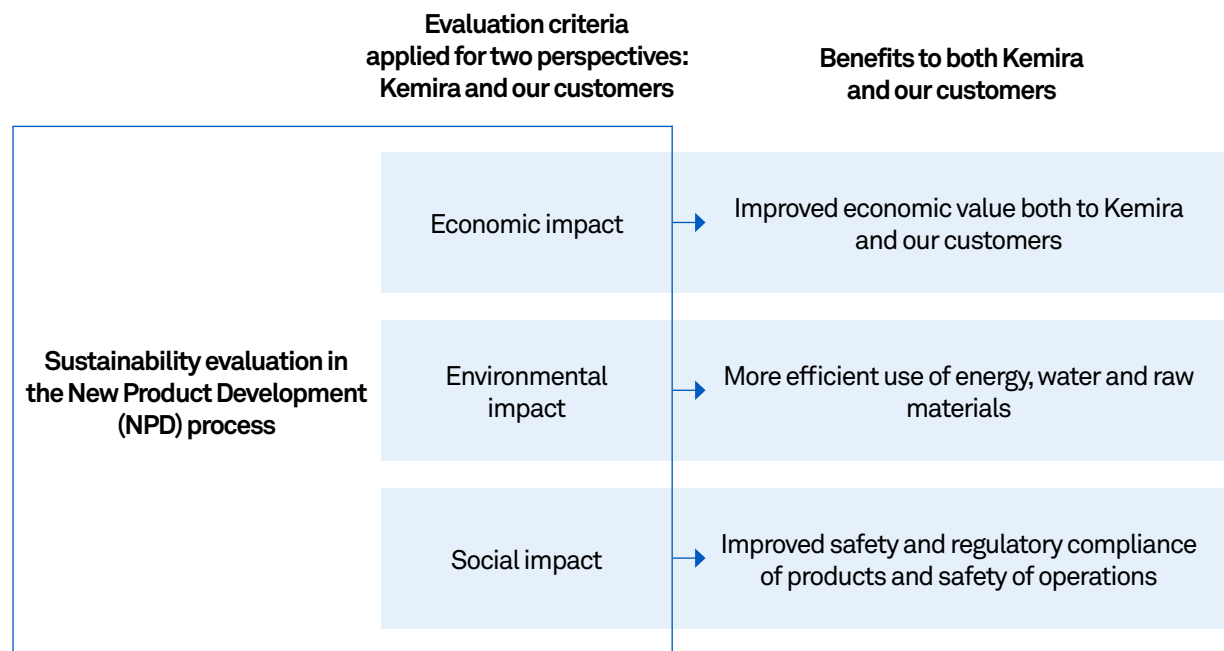 Evaluation criteria
applied for two perspectives:
Kemira and our customers
Benefits to both Kemira
and our customers
Sustainability evaluation in
the New Product Development
(NPD) process
Economic impact
Improved economic value both to Kemira
and our customers
Environmental
impact
More efficient use of energy, water and raw
materials
Social impact
Improved safety and regulatory compliance
of products and safety of operations